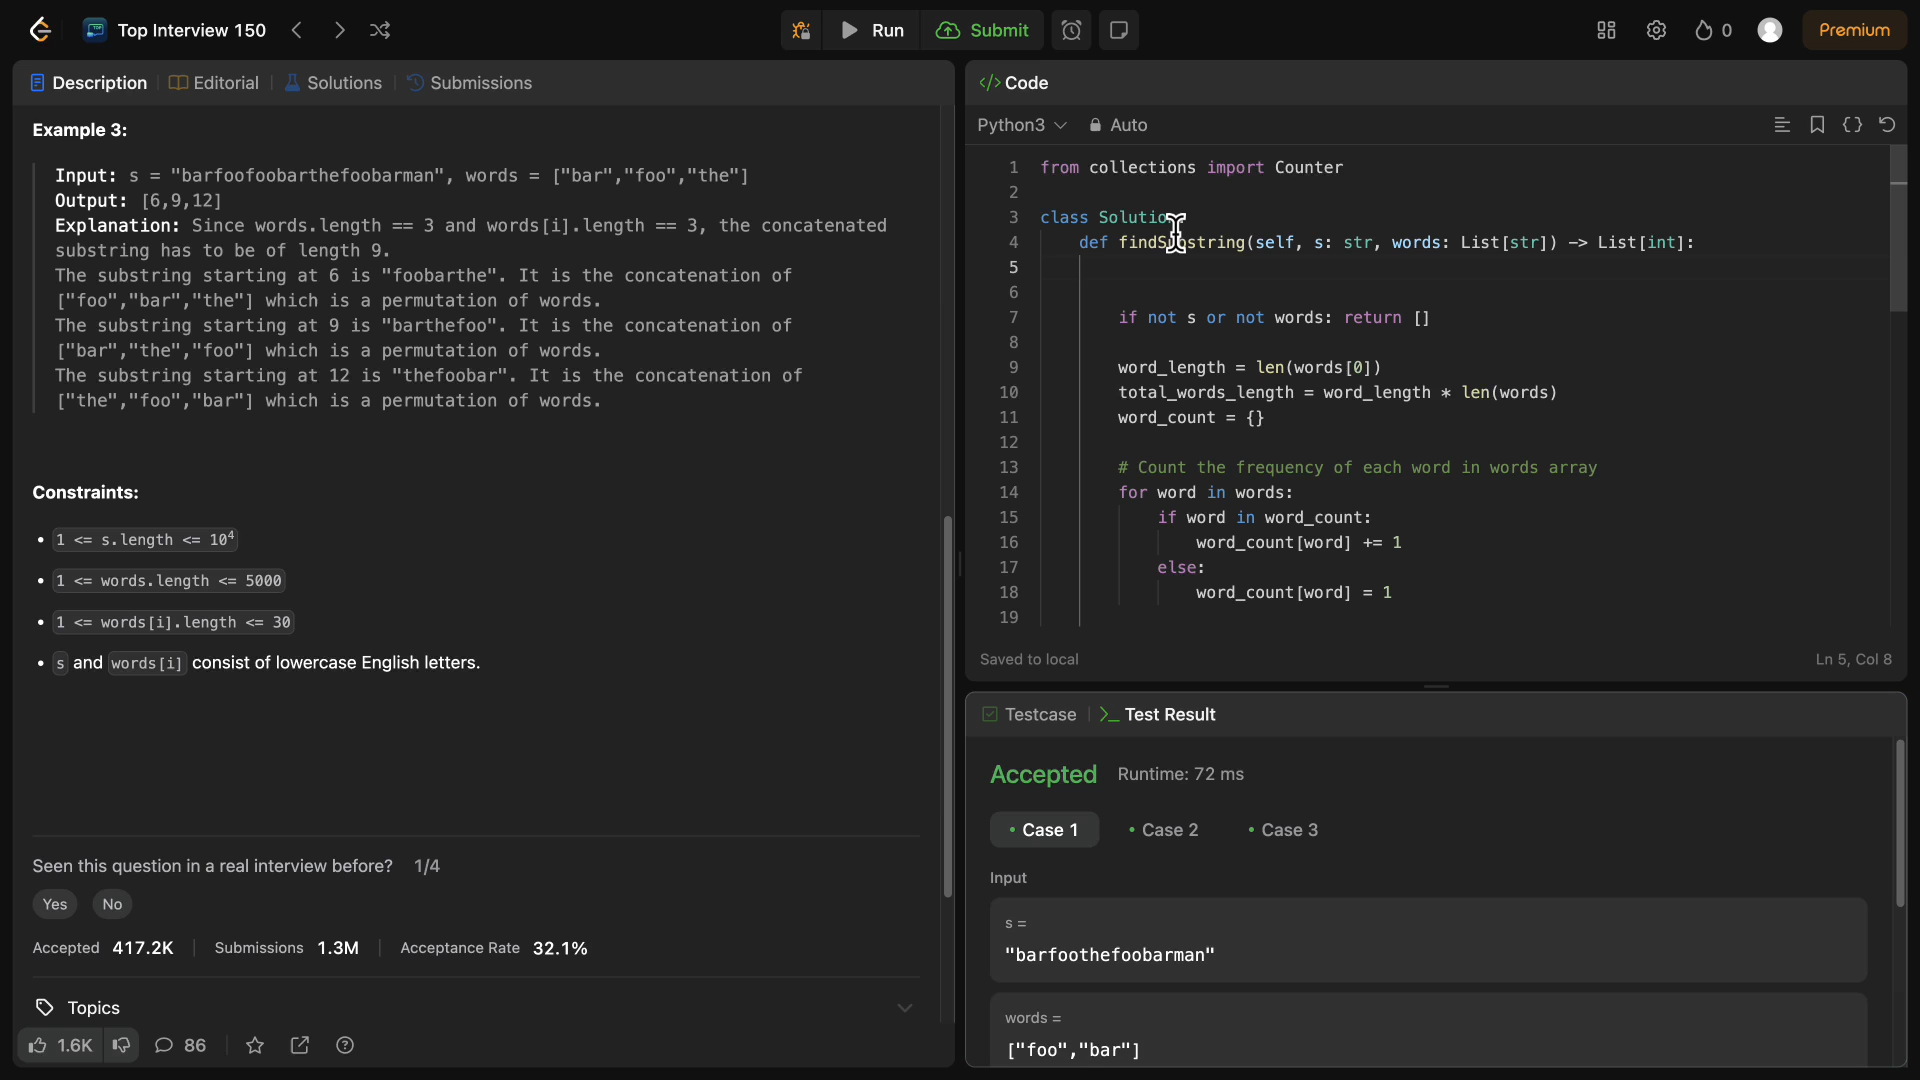 Top Interview 150
Run
Submit
0
Premium
Description
Editorial
Solutions
Submissions
Example 3:
Input: s = "barfoofoobarthefoobarman", words = ["bar","foo","the"]
Output: [6,9,12]
Explanation: Since words.length == 3 and words[i].length == 3, the concatenated
substring has to be of length 9.
The substring starting at 6 is "foobarthe". It is the concatenation of
["foo","bar","the"] which is a permutation of words.
The substring starting at 9 is "barthefoo". It is the concatenation of
["bar","the","foo"] which is a permutation of words.
The substring starting at 12 is "thefoobar". It is the concatenation of
["the","foo","bar"] which is a permutation of words.
Constraints:
• 1 <= s.length <= 10⁴
• 1 <= words.length <= 5000
• 1 <= words[i].length <= 30
• s and words[i] consist of lowercase English letters.
Seen this question in a real interview before? 1/4
Yes No
Accepted 417.2K Submissions 1.3M Acceptance Rate 32.1%
Topics
1.6K
86
</> Code
Python3
Auto
1 from collections import Counter
2
3 class Solution
4 def findSubstring(self, s: str, words: List[str]) -> List[int]:
5
6
7 if not s or not words: return []
8
9 word_length = len(words[0])
10 total_words_length = word_length * len(words)
11 word_count = {}
12
13 # Count the frequency of each word in words array
14 for word in words:
15 if word in word_count:
16 word_count[word] += 1
17 else:
18 word_count[word] = 1
19
Saved to local
Ln 5, Col 8
Testcase
>_ Test Result
Accepted Runtime: 72 ms
• Case 1 • Case 2 • Case 3
Input
s =
"barfoothefoobarman"
words =
["foo","bar"]